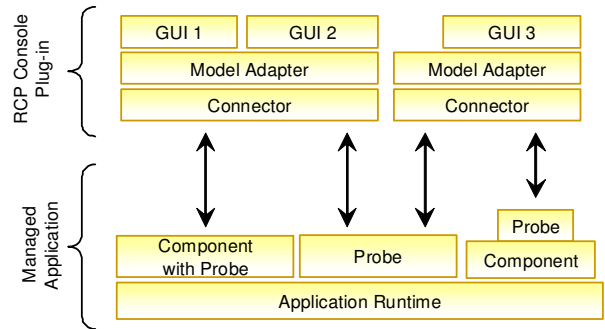 RCP Console
Plug-in
GUI 1
GUI 2
GUI 3
Model Adapter
Model Adapter
Connector
Connector
Managed
Application
Component
with Probe
Probe
Probe
Component
Application Runtime